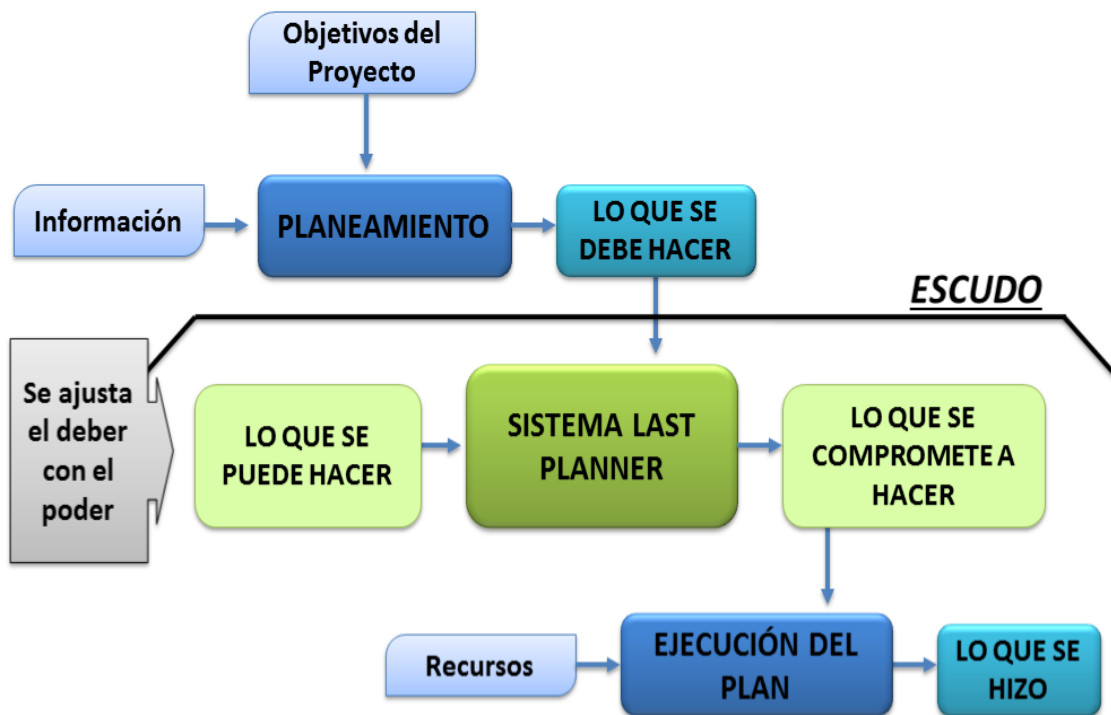 Objetivos del
Proyecto
Información
PLANEAMIENTO
LO QUE SE
DEBE HACER
ESCUDO
Se ajusta
el deber
con el
poder
LO QUE SE
PUEDE HACER
SISTEMA LAST
PLANNER
LO QUE SE
COMPROMETE A
HACER
Recursos
EJECUCIÓN DEL
PLAN
LO QUE SE
HIZO